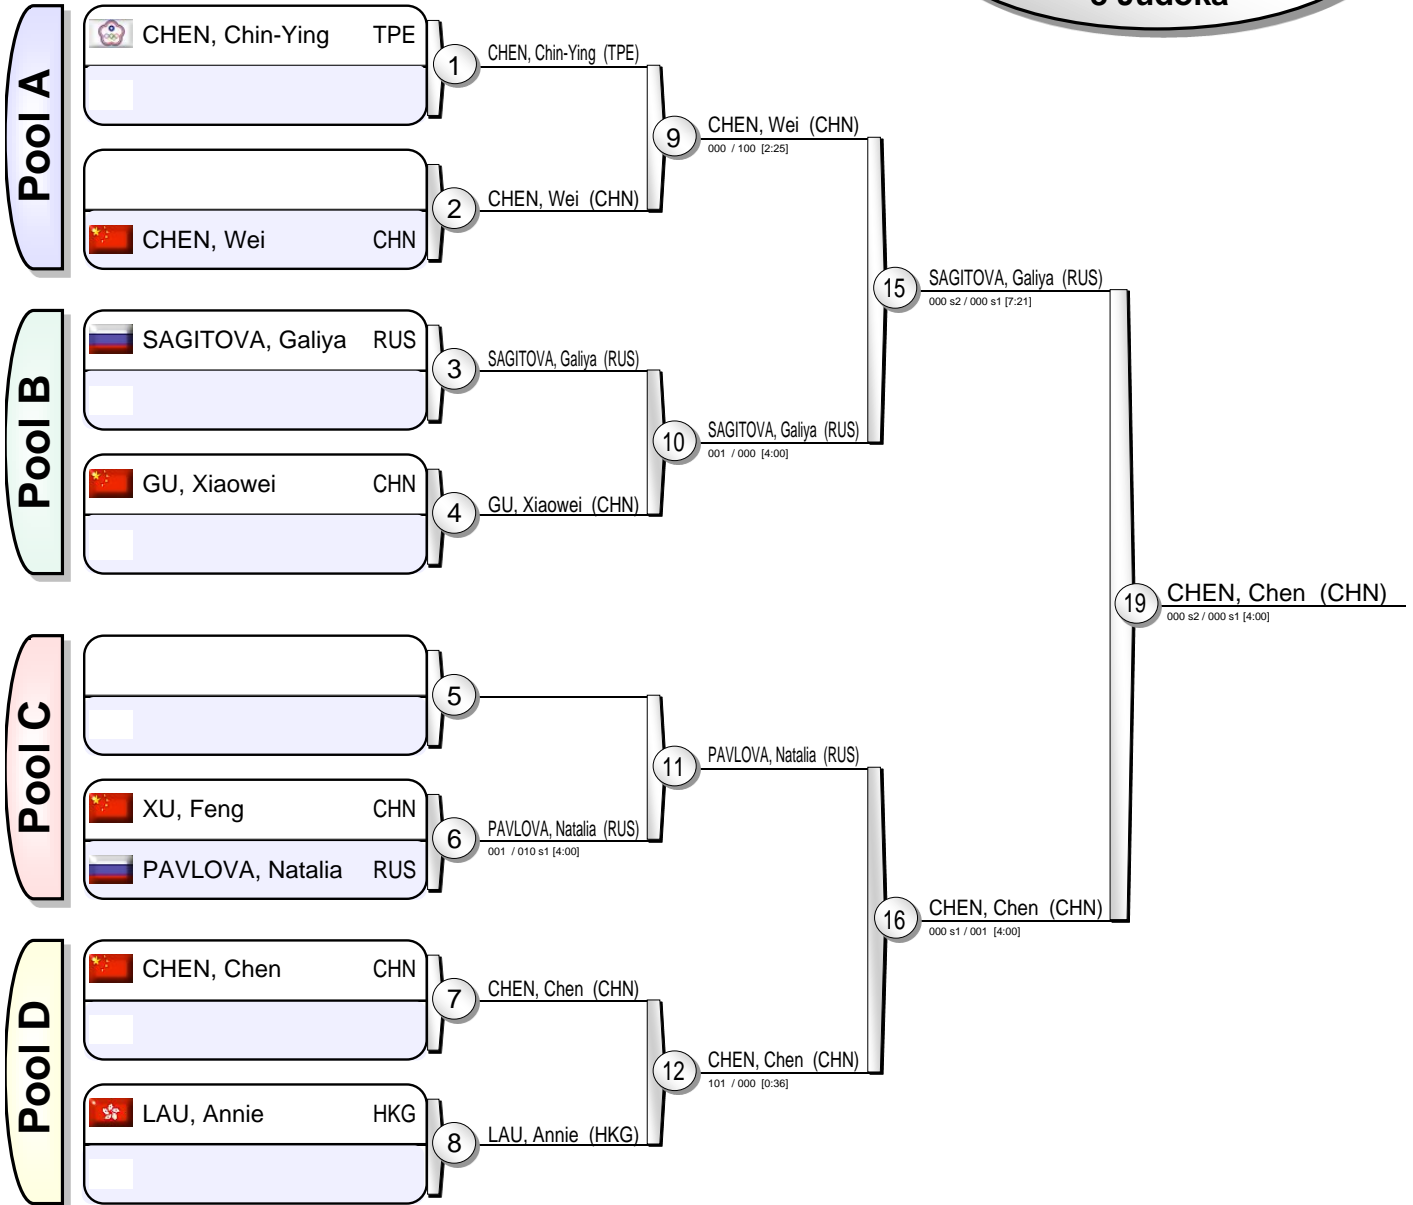 8 Judoka
Pool A
CHEN, Chin-Ying TPE
1
CHEN, Chin-Ying (TPE)
9
CHEN, Wei (CHN)
000 / 100 [2:25]
2
CHEN, Wei (CHN)
CHEN, Wei CHN
15
SAGITOVA, Galiya (RUS)
000 s2 / 000 s1 [7:21]
Pool B
SAGITOVA, Galiya RUS
3
SAGITOVA, Galiya (RUS)
10
SAGITOVA, Galiya (RUS)
001 / 000 [4:00]
GU, Xiaowei CHN
4
GU, Xiaowei (CHN)
19
CHEN, Chen (CHN)
000 s2 / 000 s1 [4:00]
Pool C
5
11
PAVLOVA, Natalia (RUS)
XU, Feng CHN
6
PAVLOVA, Natalia (RUS)
001 / 010 s1 [4:00]
PAVLOVA, Natalia RUS
16
CHEN, Chen (CHN)
000 s1 / 001 [4:00]
Pool D
CHEN, Chen CHN
7
CHEN, Chen (CHN)
12
CHEN, Chen (CHN)
101 / 000 [0:36]
LAU, Annie HKG
8
LAU, Annie (HKG)